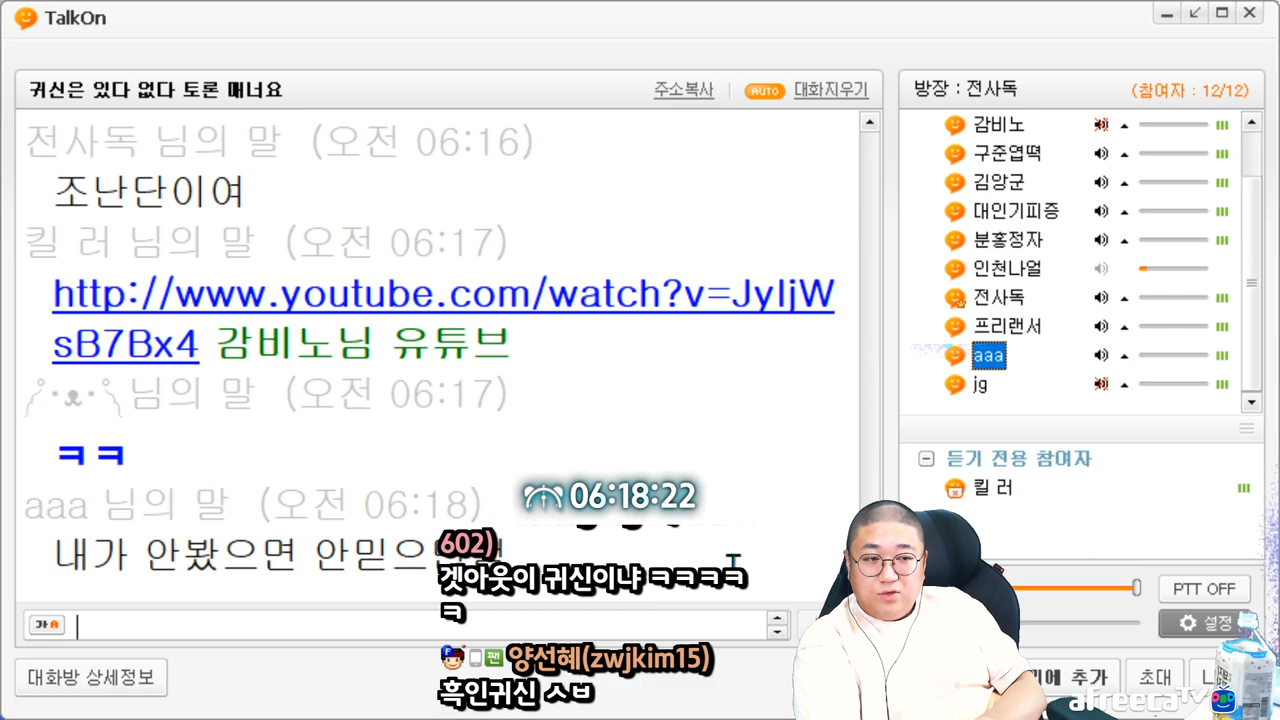 TalkOn
귀신은 있다 없다 토론 매너요
주소복사
AUTO
대화지우기
전사독 님의 말 (오전 06:16)
조난단이여
킬 러 님의 말 (오전 06:17)
http://www.youtube.com/watch?v=JyIjW
sB7Bx4 감비노님 유튜브
님의 말 (오전 06:17)
ㅋㅋ
aaa 님의 말 (오전 06:18)
내가 안봤으면 안믿으
방장 : 전사독
(참여자 : 12/12)
감비노
구준엽떡
김앙군
대인기피증
분홍정자
인천나얼
전사독
프리랜서
aaa
jg
듣기 전용 참여자
킬 러
06:18:22
602)
겟아웃이 귀신이냐 ㅋㅋㅋㅋ
ㅋ
양선혜(zwjkim15)
흑인귀신 ㅅㅂ
가A
대화방 상세정보
PTT OFF
설정
에 추가
초대
afreecaTV